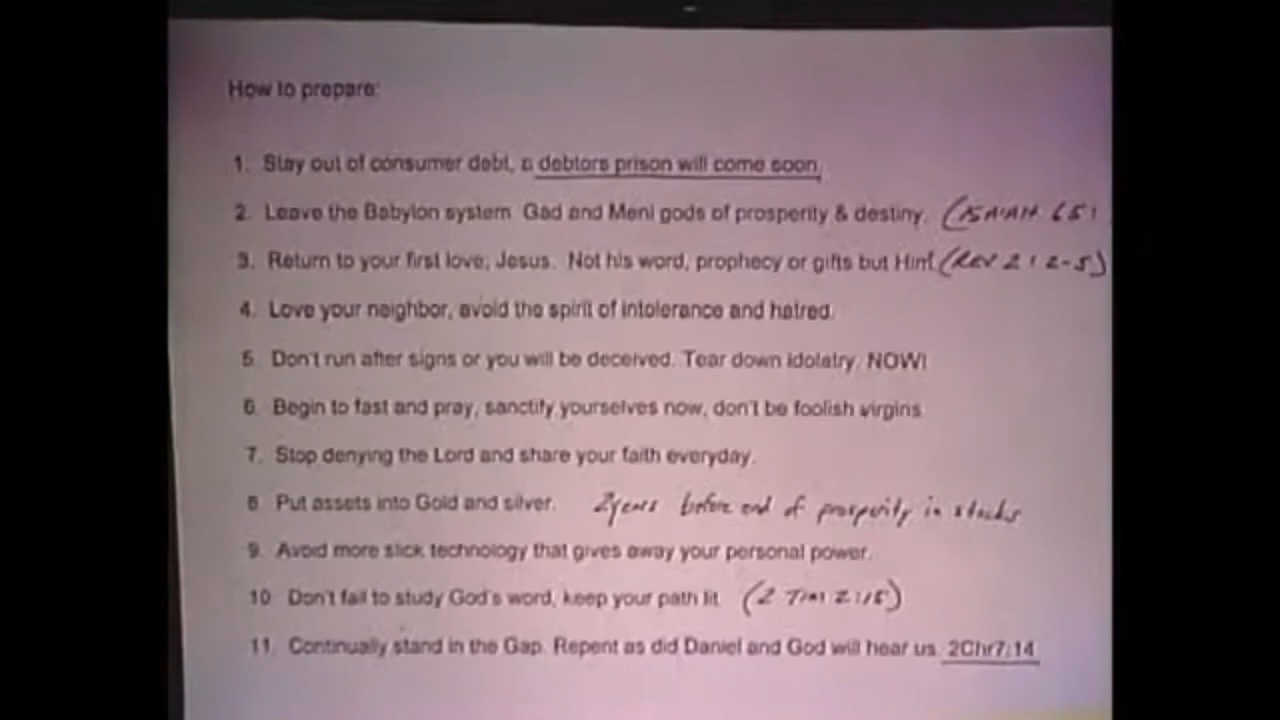 How to prepare:
1. Stay out of consumer debt, a debtors prison will come soon.
2. Leave the Babylon system. Gad and Meni gods of prosperity & destiny. (ISAIAH 65:
3. Return to your first love, Jesus. Not his word, prophecy or gifts but Him! (REV 2:2-5)
4. Love your neighbor, avoid the spirit of intolerance and hatred.
5. Don't run after signs or you will be deceived. Tear down idolatry. NOW!
6. Begin to fast and pray, sanctify yourselves now, don't be foolish virgins.
7. Stop denying the Lord and share your faith everyday.
8. Put assets into Gold and silver. 2 years before end of prosperity in stocks
9. Avoid more slick technology that gives away your personal power.
10. Don't fail to study God's word, keep your path lit. (2 TIM 2:15)
11. Continually stand in the Gap. Repent as did Daniel and God will hear us. 2Chr7:14